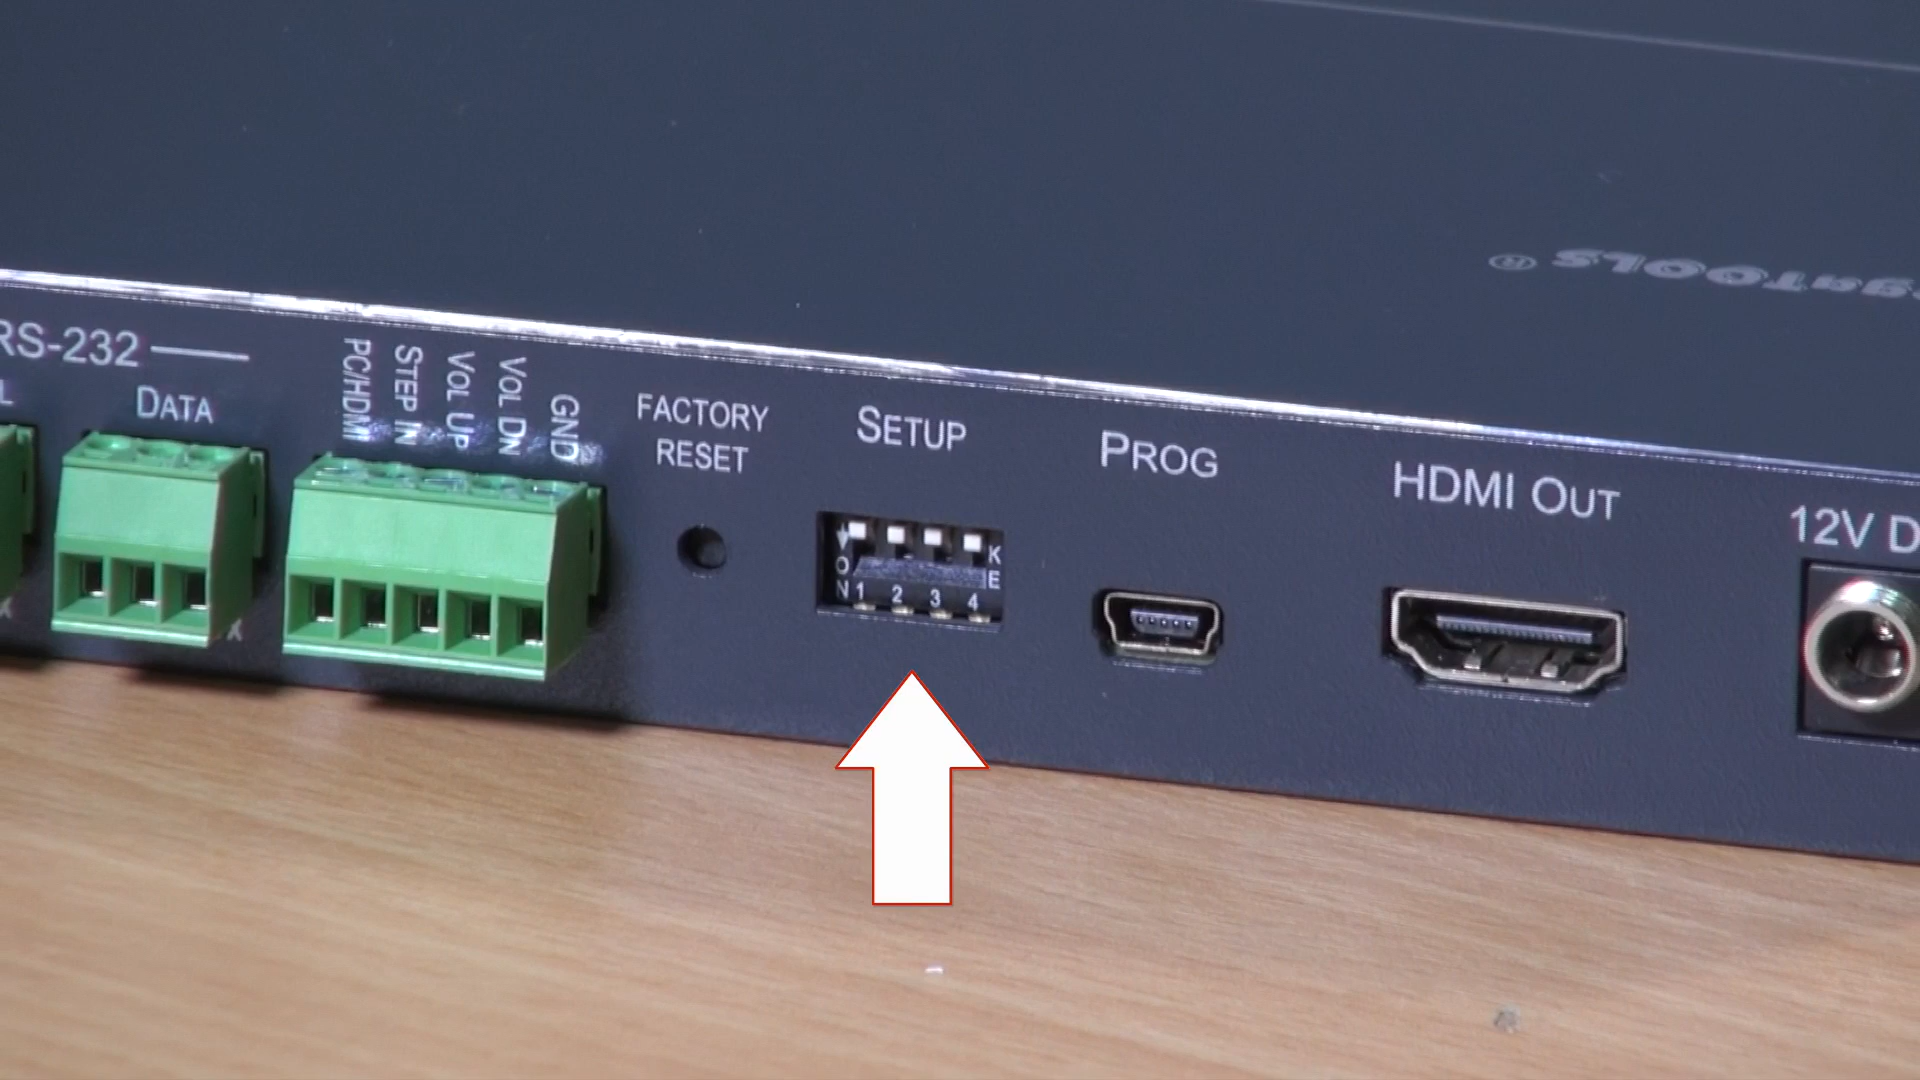 gaTOOLS ®
RS-232
L
DATA
PC/HDMI
STEP IN
VOL UP
VOL DN
GND
FACTORY
RESET
SETUP
PROG
HDMI OUT
12V D
ON
KE
1 2 3 4
X